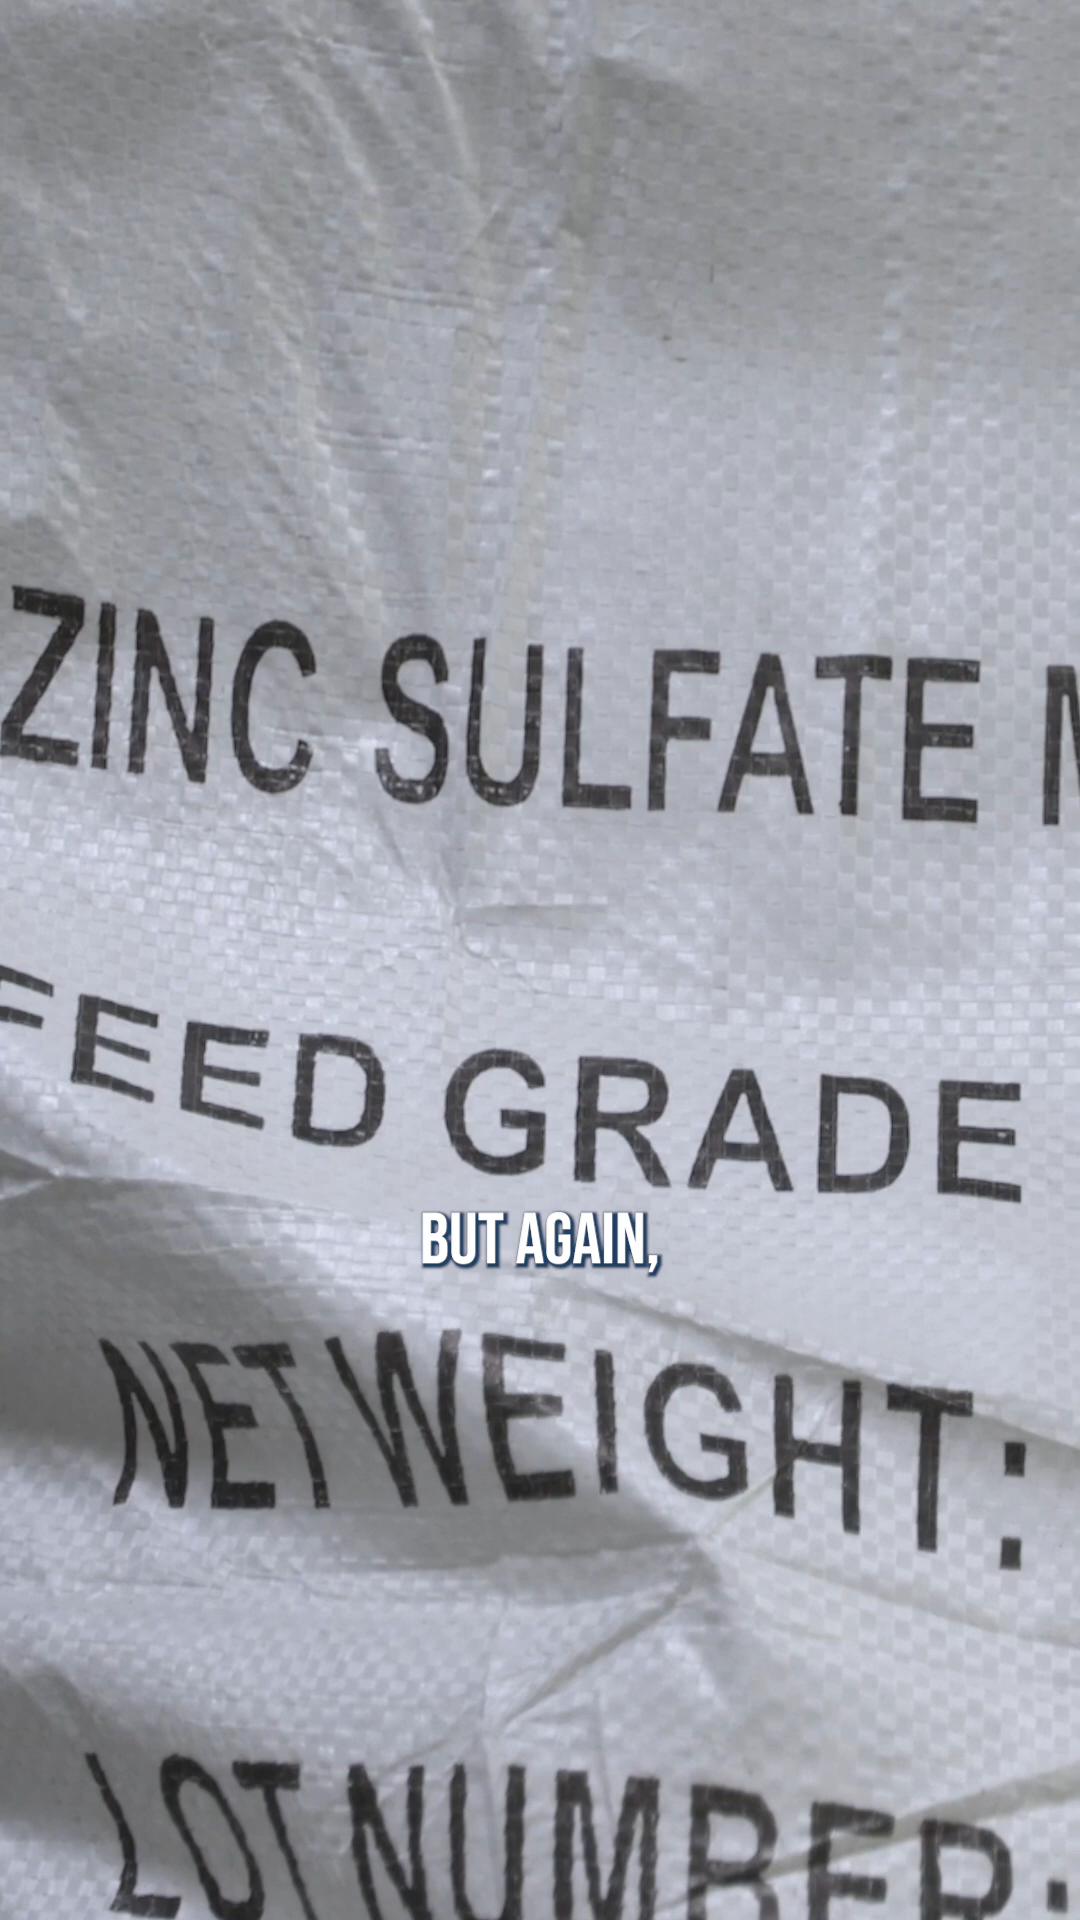 ZINC SULFATE M
FEED GRADE
BUT AGAIN,
NET WEIGHT:
LOT NUMBER: